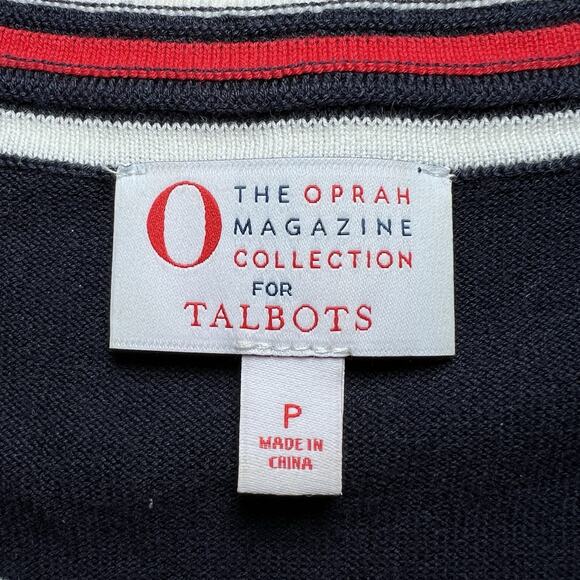 O
THE OPRAH
MAGAZINE
COLLECTION
FOR
TALBOTS
P
MADE IN
CHINA